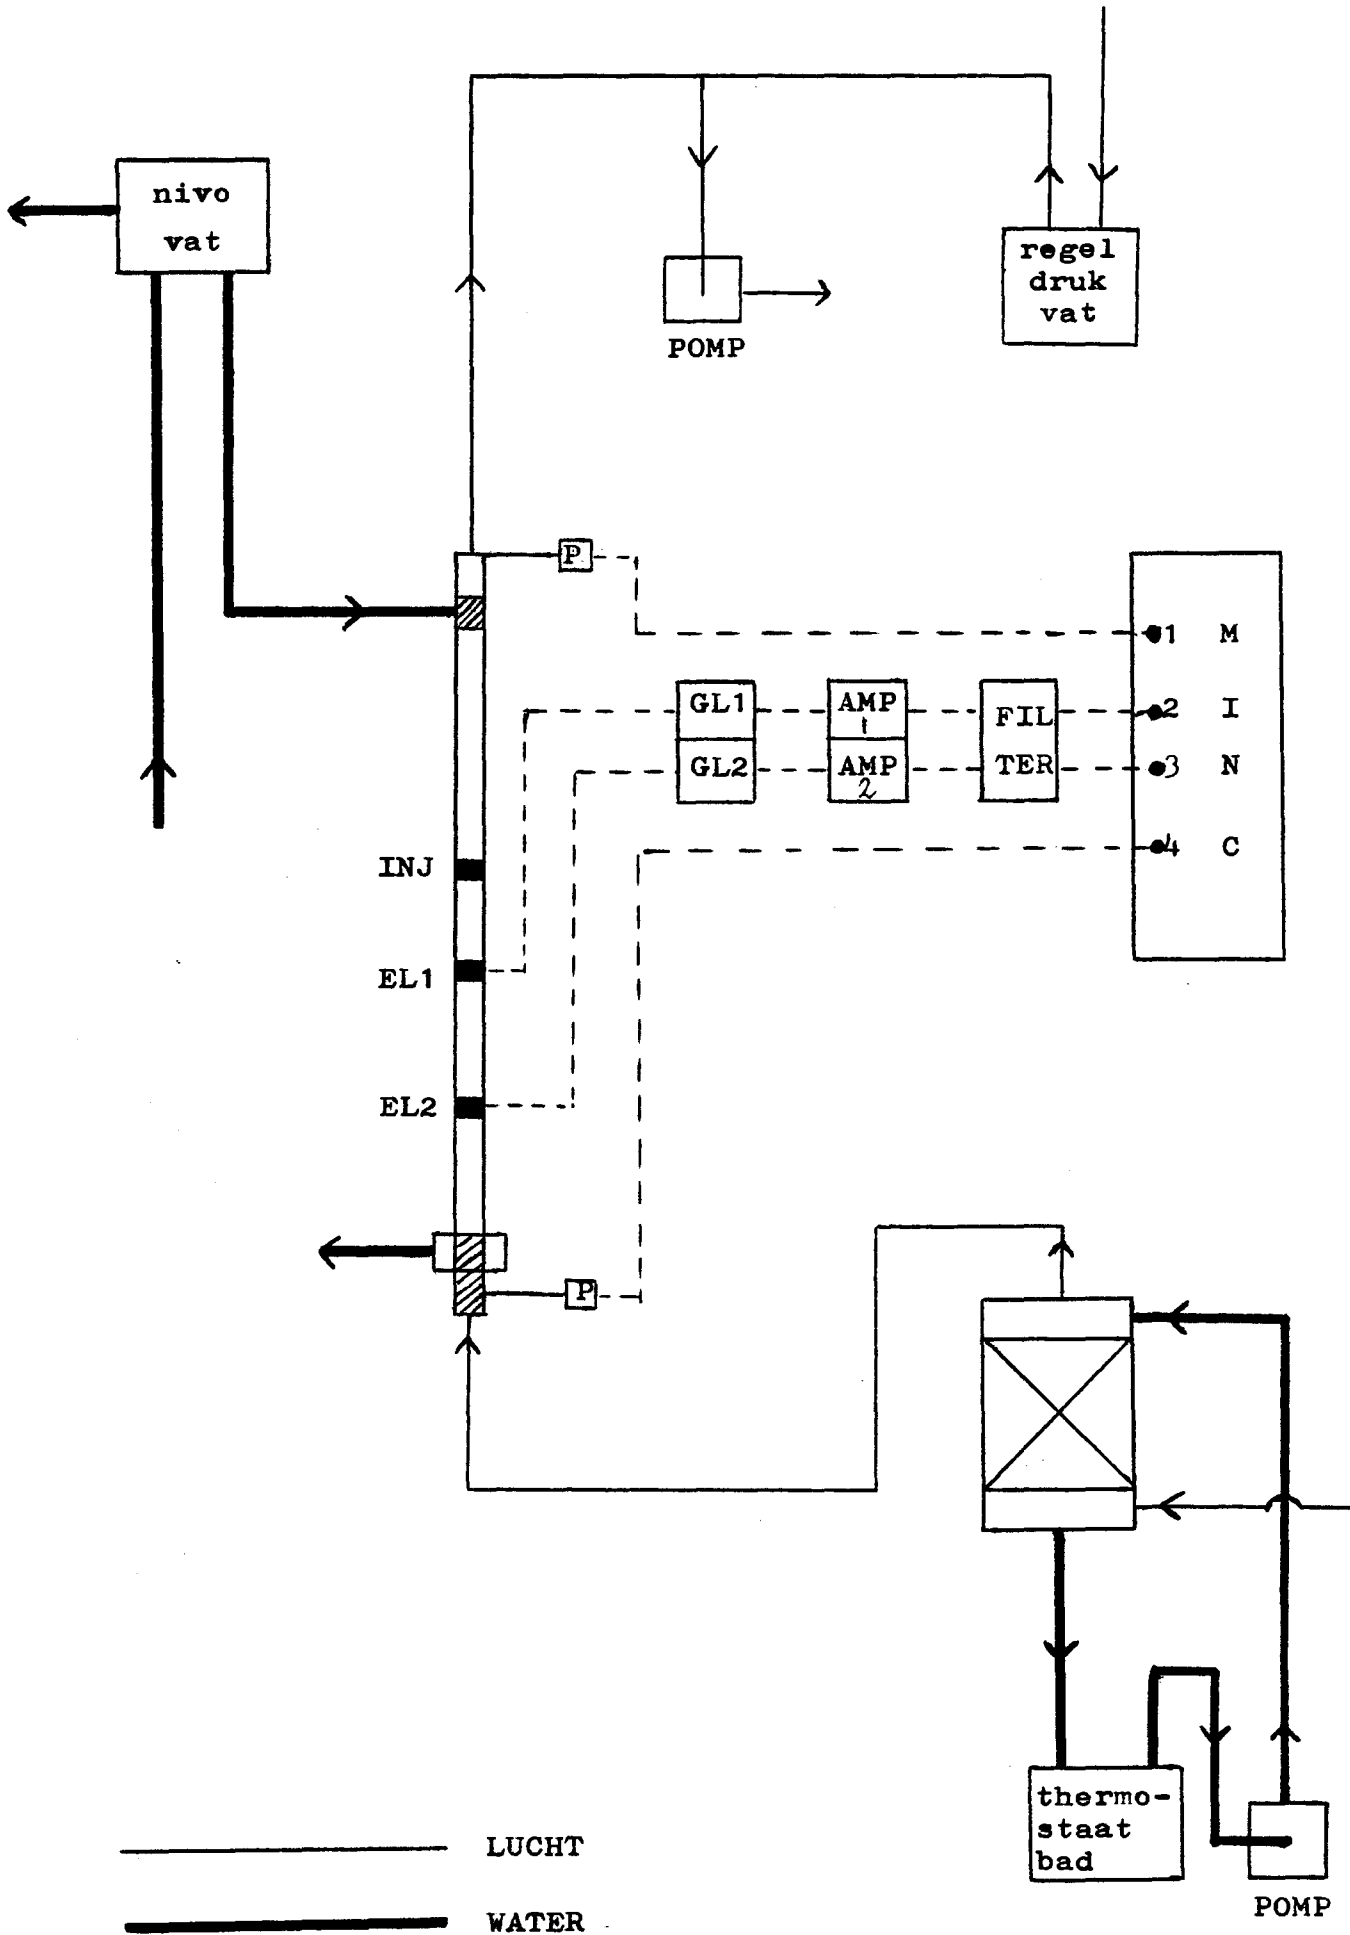 nivo
vat
regel
druk
vat
POMP
P
1 M
GL1 AMP 1 FIL 2 I
GL2 AMP 2 TER 3 N
4 C
INJ
EL1
EL2
P
thermo-
staat
bad
POMP
LUCHT
WATER